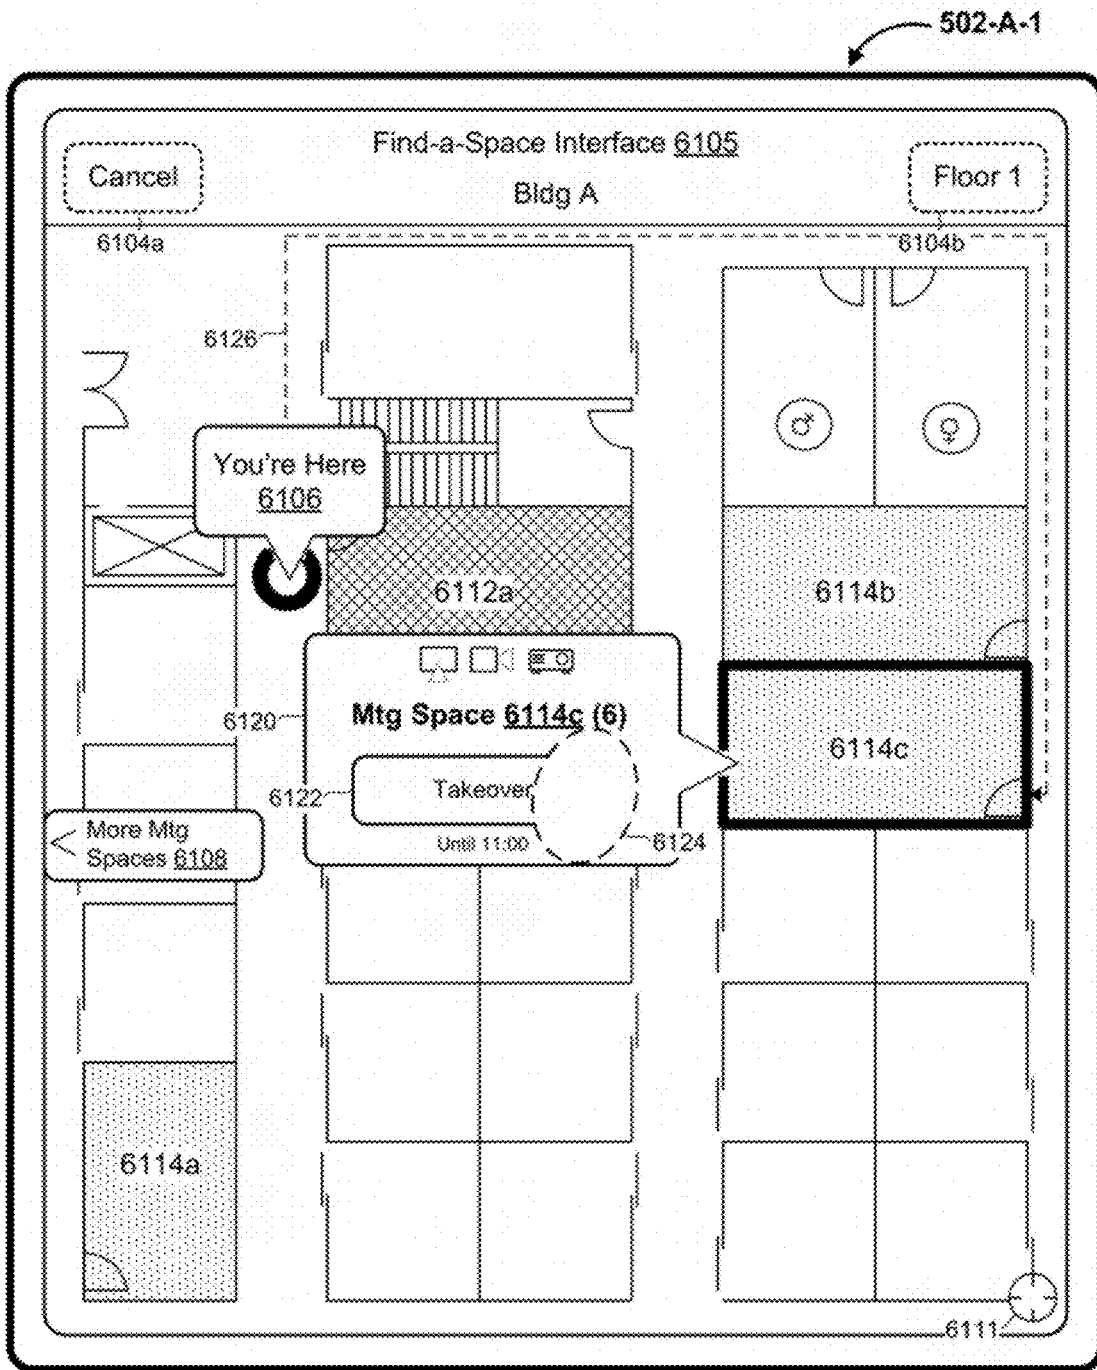 502-A-1
Find-a-Space Interface 6105
Cancel
Bldg A
Floor 1
6104a
6104b
6126
You're Here
6106
6112a
6114b
6120
Mtg Space 6114c (6)
6114c
6122
Takeover
Until 11:00
6124
More Mtg
Spaces 6108
6114a
6111